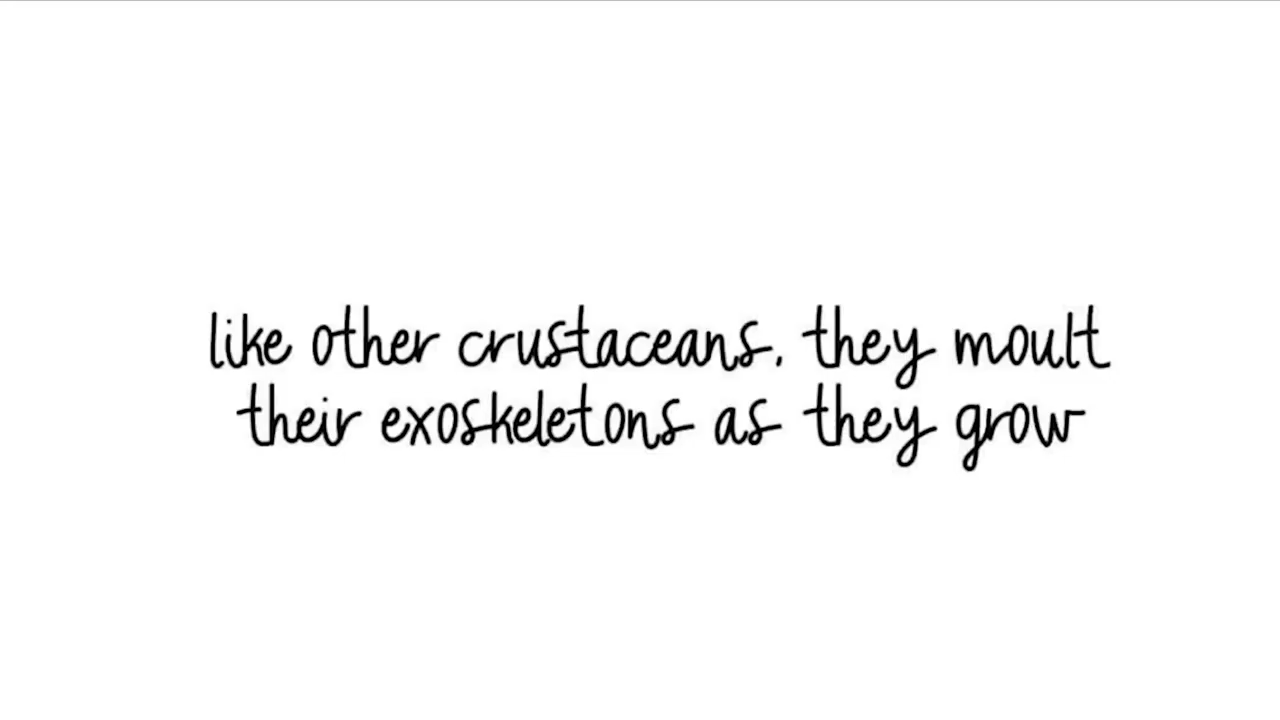 like other crustaceans, they moult
their exoskeletons as they grow